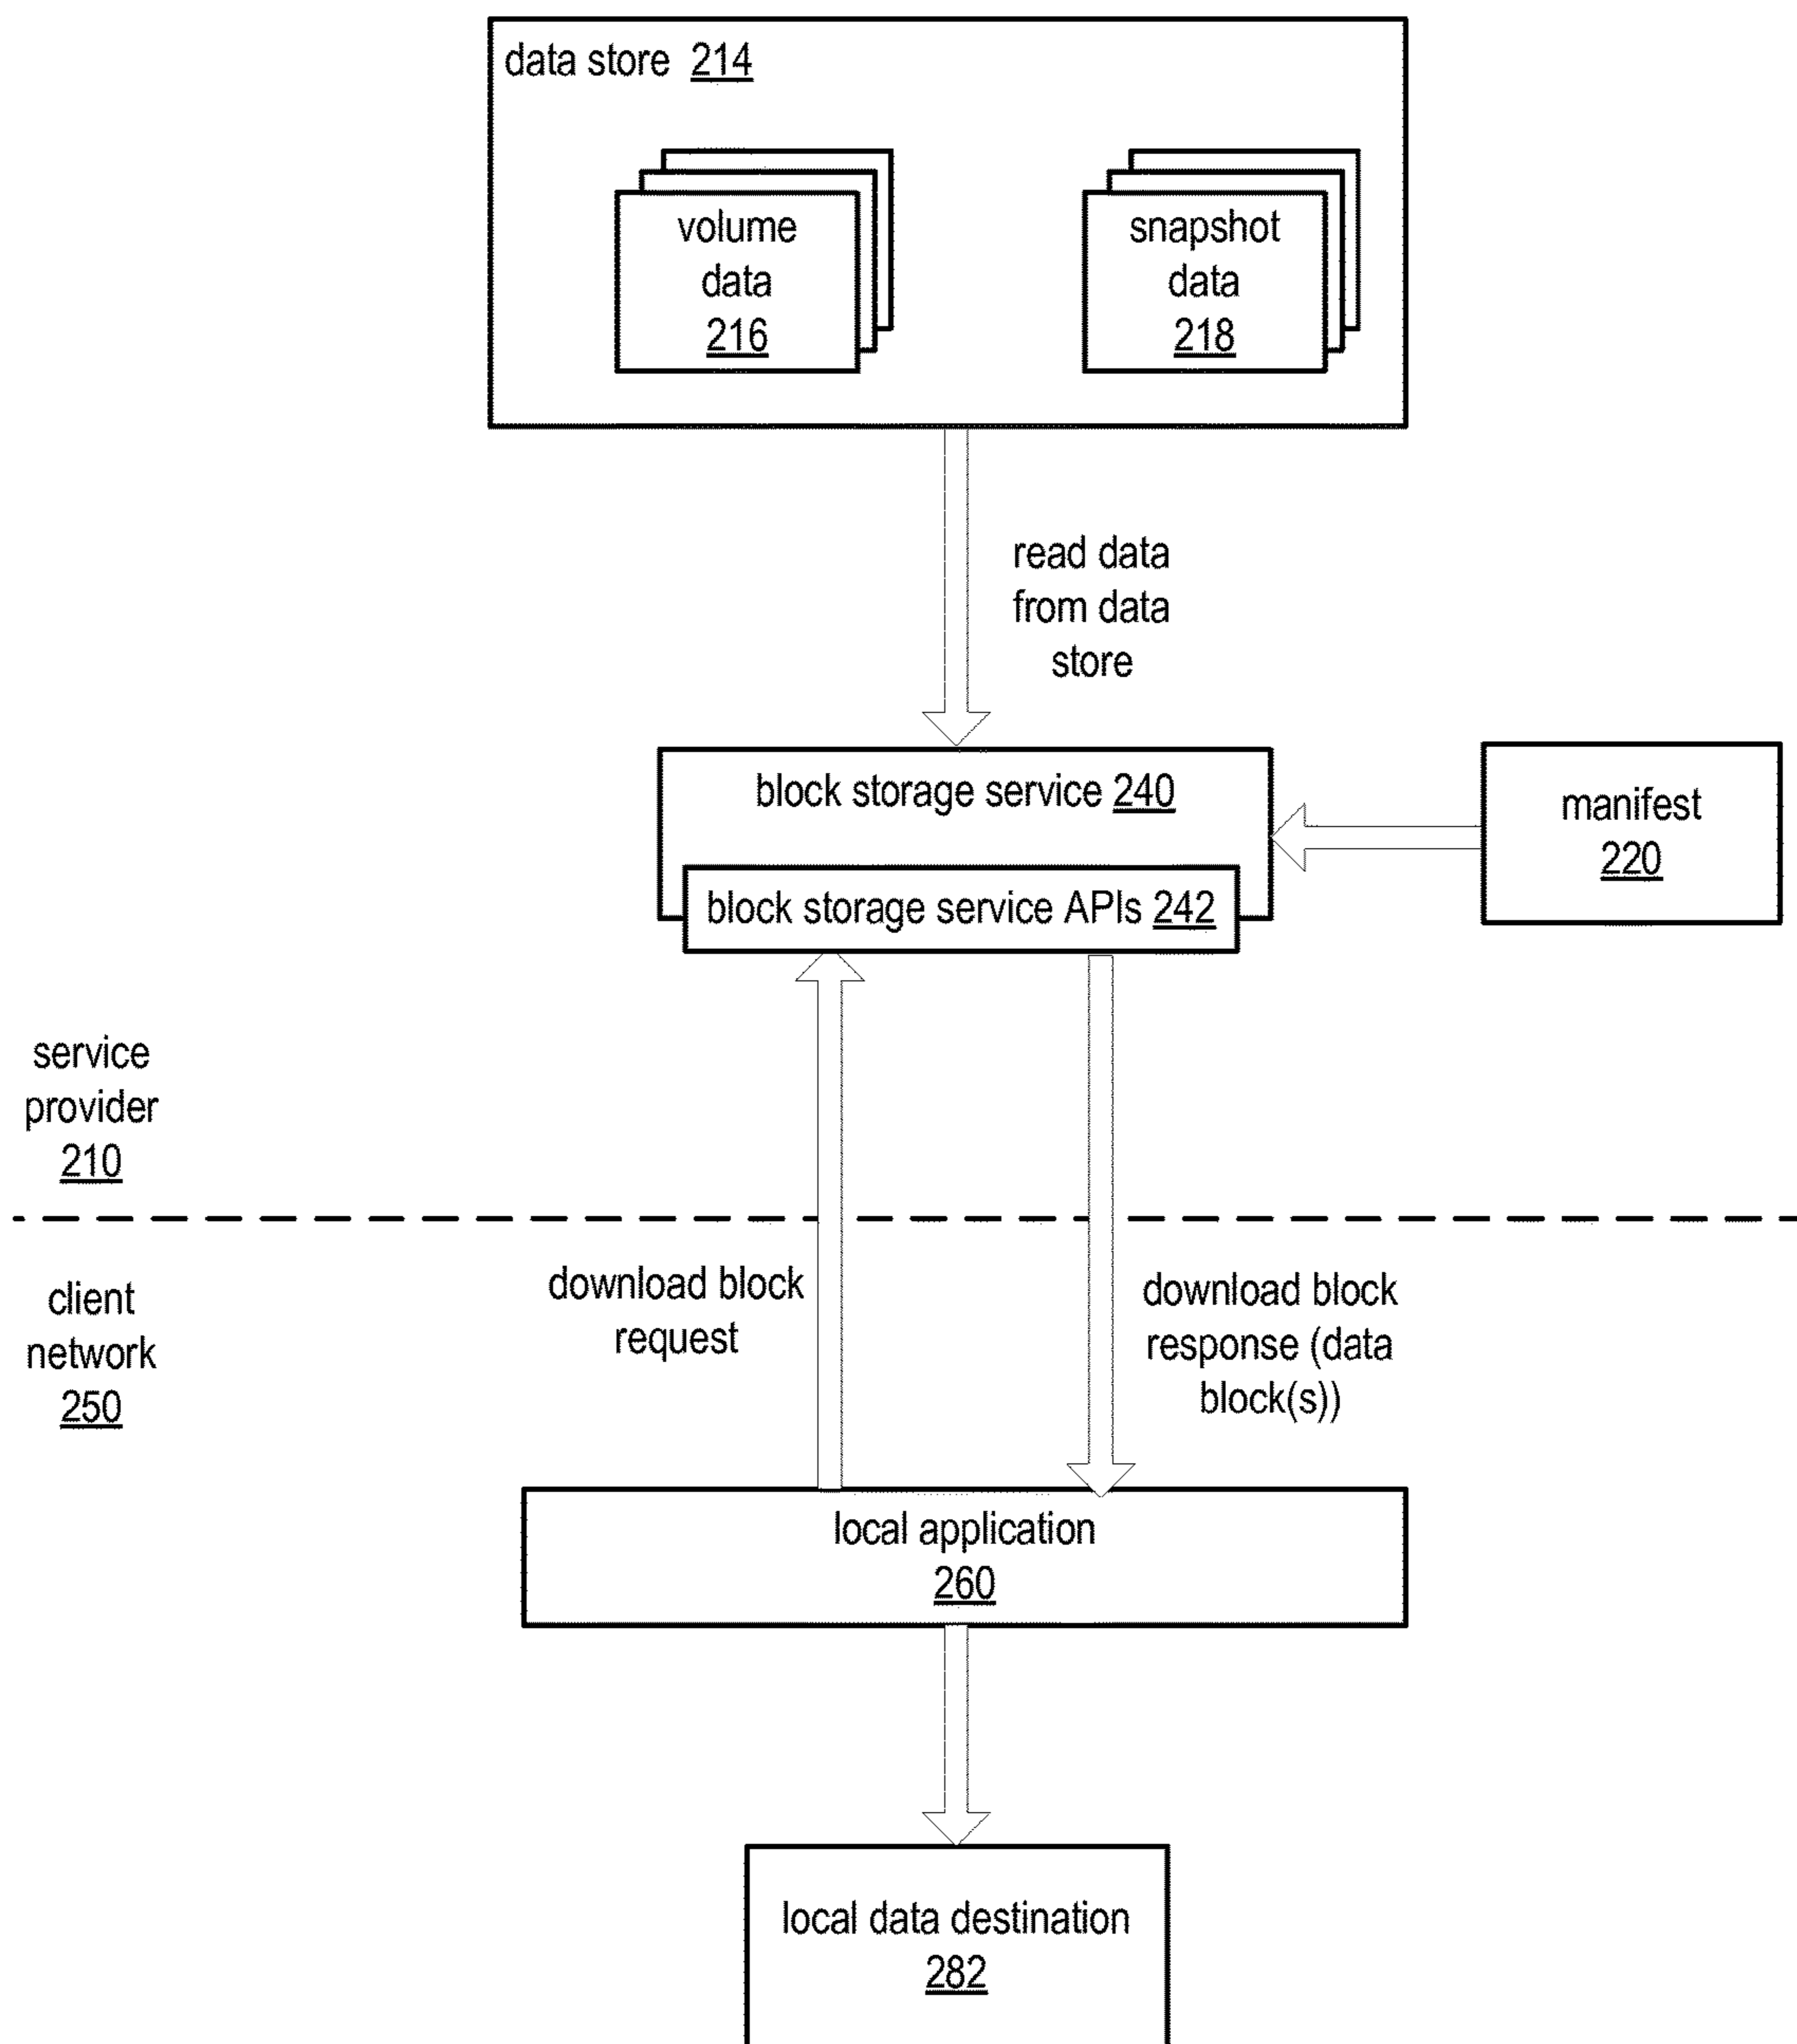 data store 214
volume
data
216
snapshot
data
218
read data
from data
store
block storage service 240
manifest
220
block storage service APIs 242
service
provider
210
client
network
250
download block
request
download block
response (data
block(s))
local application
260
local data destination
282